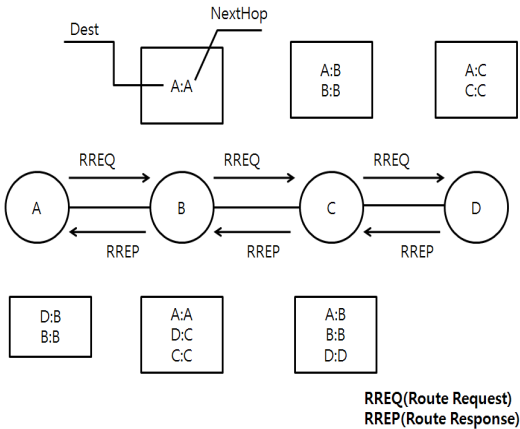 NextHop
Dest
A:A
A:B
B:B
A:C
C:C
RREQ
RREQ
RREQ
A
B
C
D
RREP
RREP
RREP
D:B
B:B
A:A
D:C
C:C
A:B
B:B
D:D
RREQ(Route Request)
RREP(Route Response)